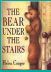 THE BEAR UNDER
THE STAIRS
Helen Cooper